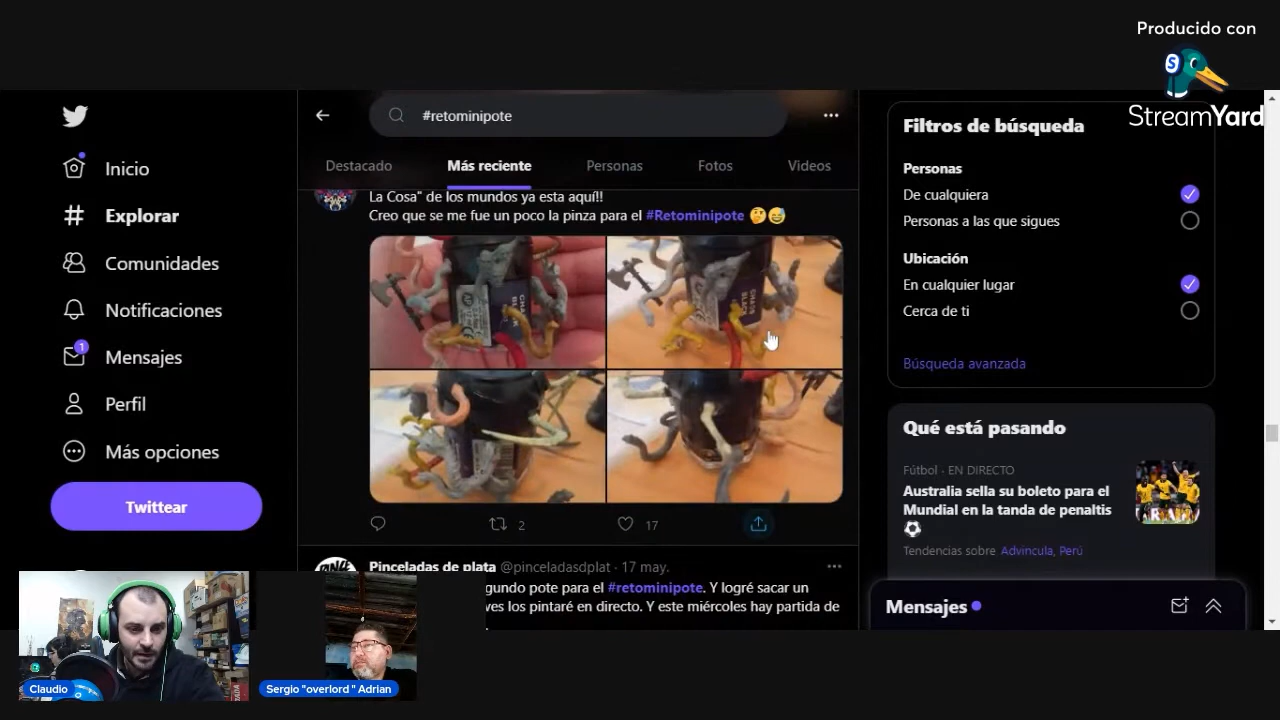 Producido con
StreamYard
Inicio
Explorar
Comunidades
Notificaciones
Mensajes
1
Perfil
Más opciones
Twittear
#retominipote
Destacado
Más reciente
Personas
Fotos
Videos
La Cosa" de los mundos ya esta aquí!!
Creo que se me fue un poco la pinza para el #Retominipote 🤔😅
CHAOS
BLACK
2
17
Pinceladas de plata @pinceladasdplat · 17 may.
gundo pote para el #retominipote. Y logré sacar un
ves los pintaré en directo. Y este miércoles hay partida de
Filtros de búsqueda
Personas
De cualquiera
Personas a las que sigues
Ubicación
En cualquier lugar
Cerca de ti
Búsqueda avanzada
Qué está pasando
Fútbol · EN DIRECTO
Australia sella su boleto para el
Mundial en la tanda de penaltis
⚽
Tendencias sobre Advincula, Perú
Mensajes
Claudio
Sergio "overlord " Adrian